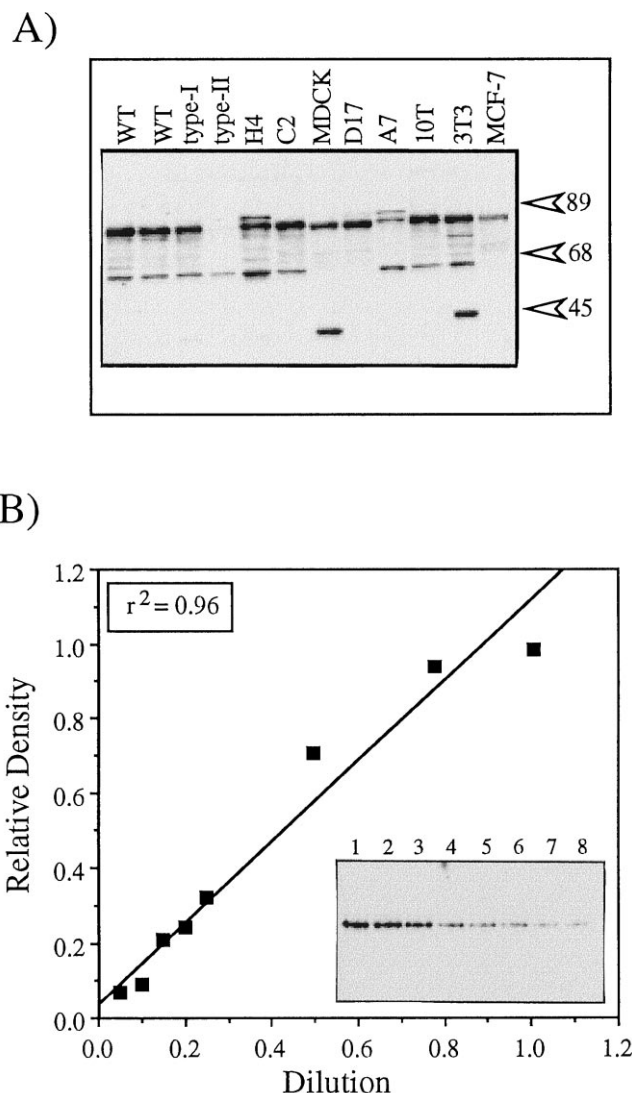 A)
WT WT type-I type-II H4 C2 MDCK D17 A7 10T 3T3 MCF-7
89
68
45
B)
r² = 0.96
1.2
1.0
0.8
0.6
0.4
0.2
0.0
Relative Density
1 2 3 4 5 6 7 8
0.0 0.2 0.4 0.6 0.8 1.0 1.2
Dilution